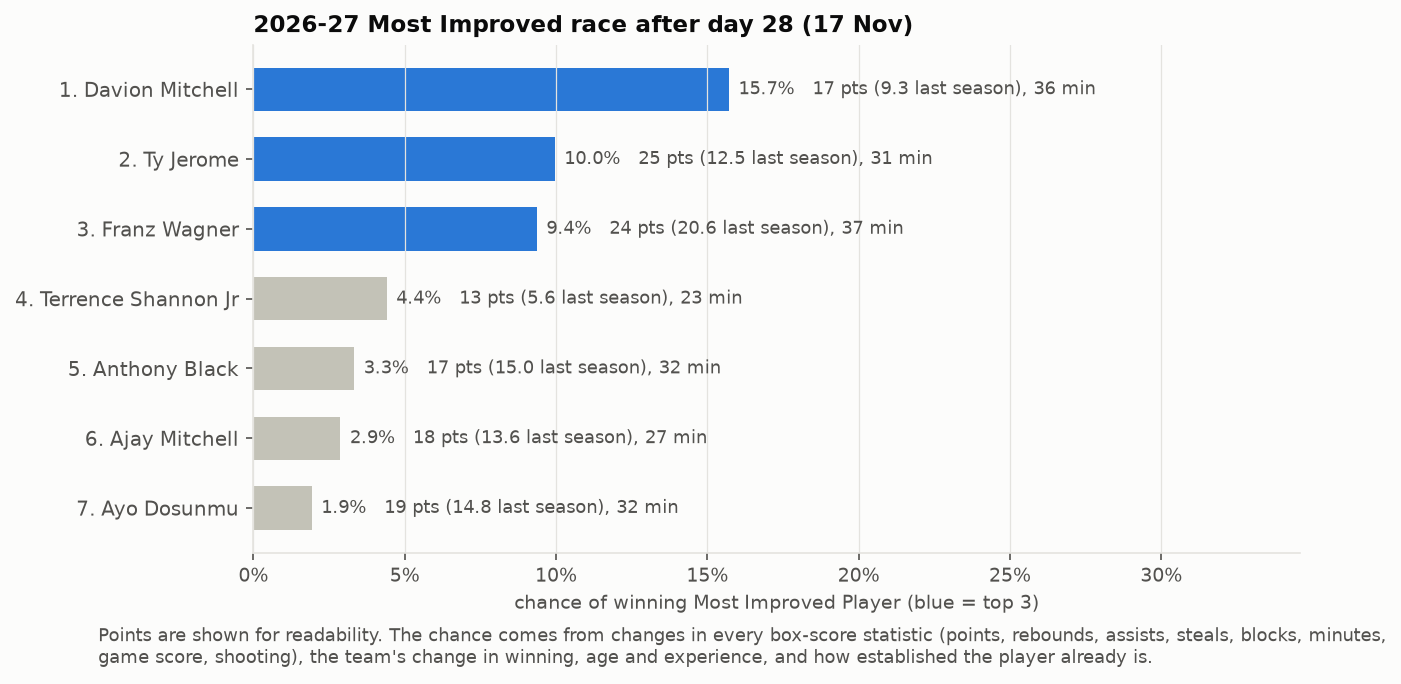 2026-27 Most Improved race after day 28 (17 Nov)
1. Davion Mitchell 15.7% 17 pts (9.3 last season), 36 min
2. Ty Jerome 10.0% 25 pts (12.5 last season), 31 min
3. Franz Wagner 9.4% 24 pts (20.6 last season), 37 min
4. Terrence Shannon Jr 4.4% 13 pts (5.6 last season), 23 min
5. Anthony Black 3.3% 17 pts (15.0 last season), 32 min
6. Ajay Mitchell 2.9% 18 pts (13.6 last season), 27 min
7. Ayo Dosunmu 1.9% 19 pts (14.8 last season), 32 min
0% 5% 10% 15% 20% 25% 30%
chance of winning Most Improved Player (blue = top 3)
Points are shown for readability. The chance comes from changes in every box-score statistic (points, rebounds, assists, steals, blocks, minutes,
game score, shooting), the team's change in winning, age and experience, and how established the player already is.